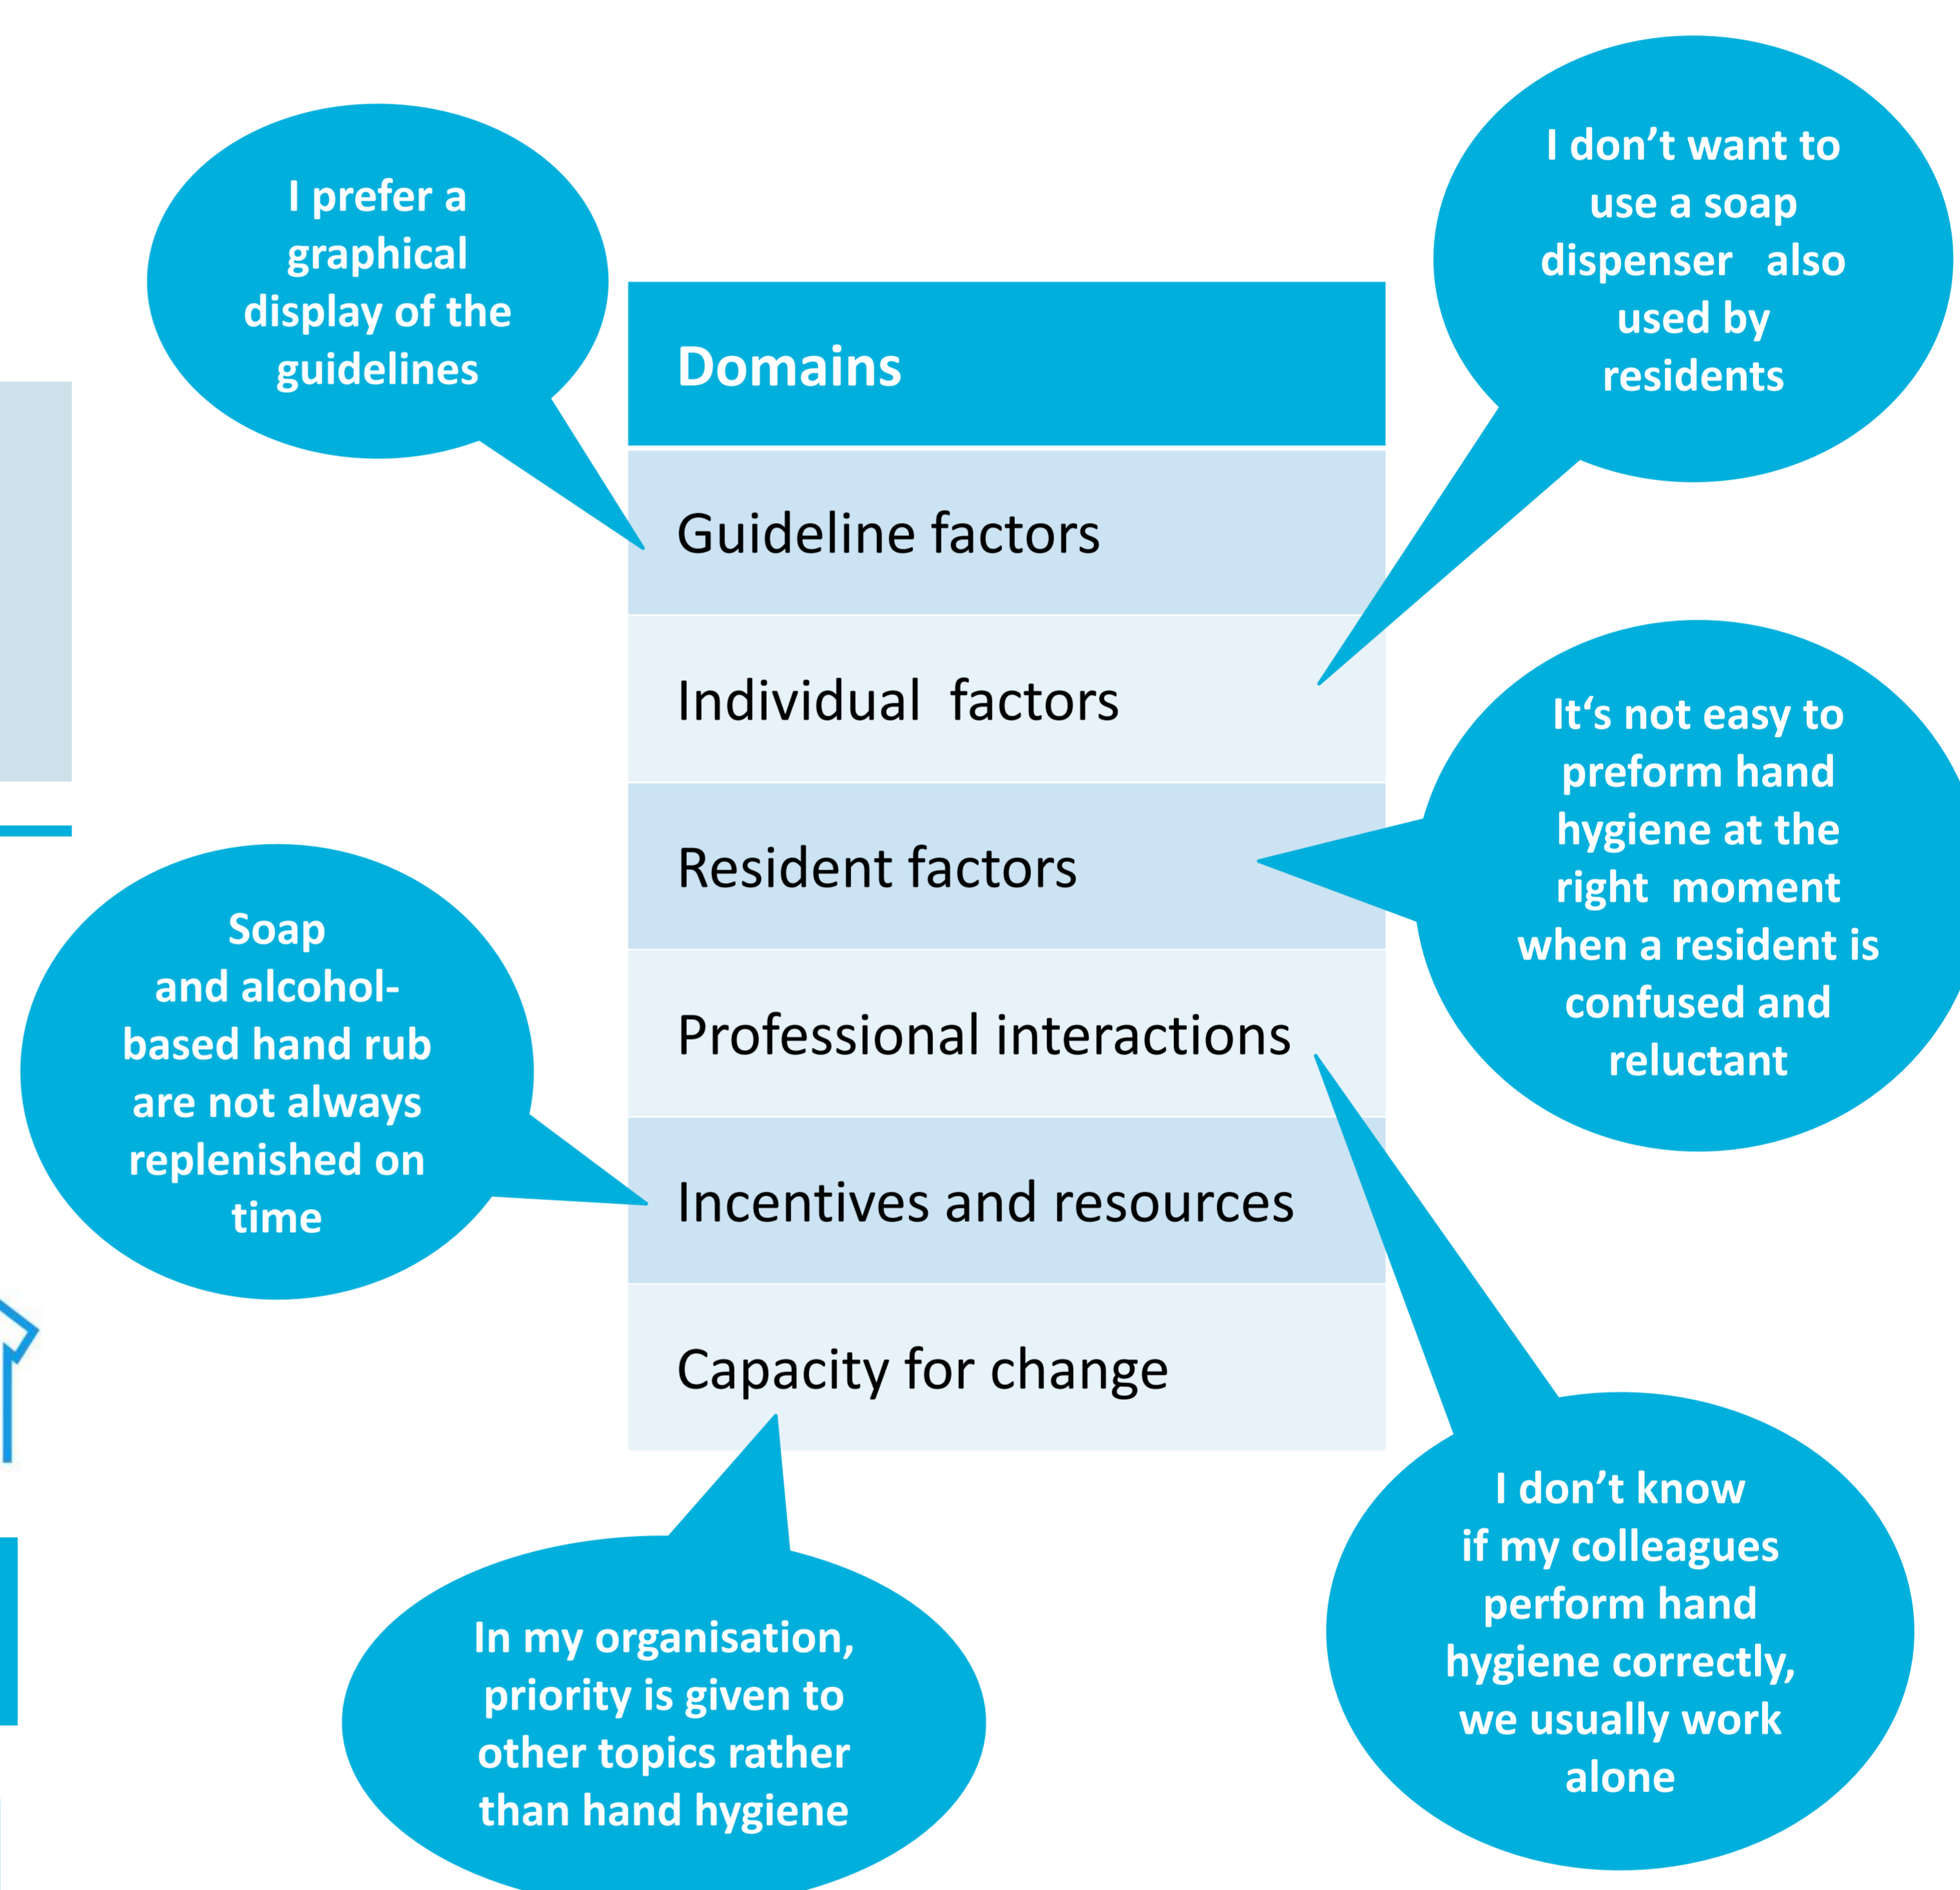 I prefer a
graphical
display of the
guidelines
I don’t want to
use a soap
dispenser also
used by
residents
Domains
Guideline factors
Individual factors
Resident factors
Professional interactions
Incentives and resources
Capacity for change
It‘s not easy to
preform hand
hygiene at the
right moment
when a resident is
confused and
reluctant
Soap
and alcohol-
based hand rub
are not always
replenished on
time
In my organisation,
priority is given to
other topics rather
than hand hygiene
I don’t know
if my colleagues
perform hand
hygiene correctly,
we usually work
alone